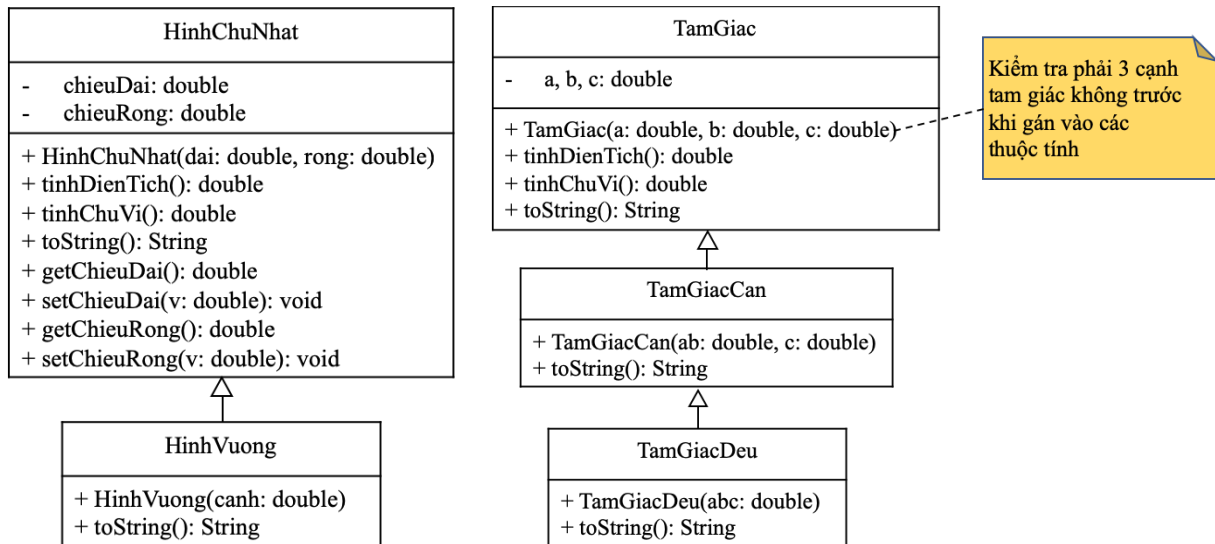 HinhChuNhat
- chieuDai: double
- chieuRong: double
+ HinhChuNhat(dai: double, rong: double)
+ tinhDienTich(): double
+ tinhChuVi(): double
+ toString(): String
+ getChieuDai(): double
+ setChieuDai(v: double): void
+ getChieuRong(): double
+ setChieuRong(v: double): void
HinhVuong
+ HinhVuong(canh: double)
+ toString(): String
TamGiac
- a, b, c: double
+ TamGiac(a: double, b: double, c: double)
+ tinhDienTich(): double
+ tinhChuVi(): double
+ toString(): String
TamGiacCan
+ TamGiacCan(ab: double, c: double)
+ toString(): String
TamGiacDeu
+ TamGiacDeu(abc: double)
+ toString(): String
Kiểm tra phải 3 cạnh
tam giác không trước
khi gán vào các
thuộc tính